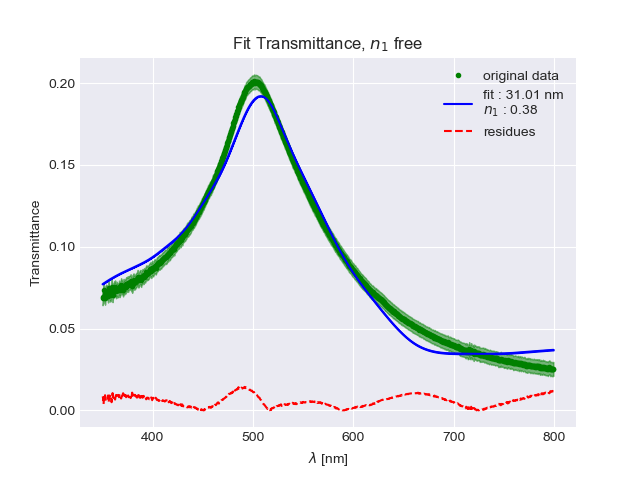 Fit Transmittance, n₁ free
original data
fit : 31.01 nm
n₁ : 0.38
residues
Transmittance
0.20
0.15
0.10
0.05
0.00
400 500 600 700 800
λ [nm]